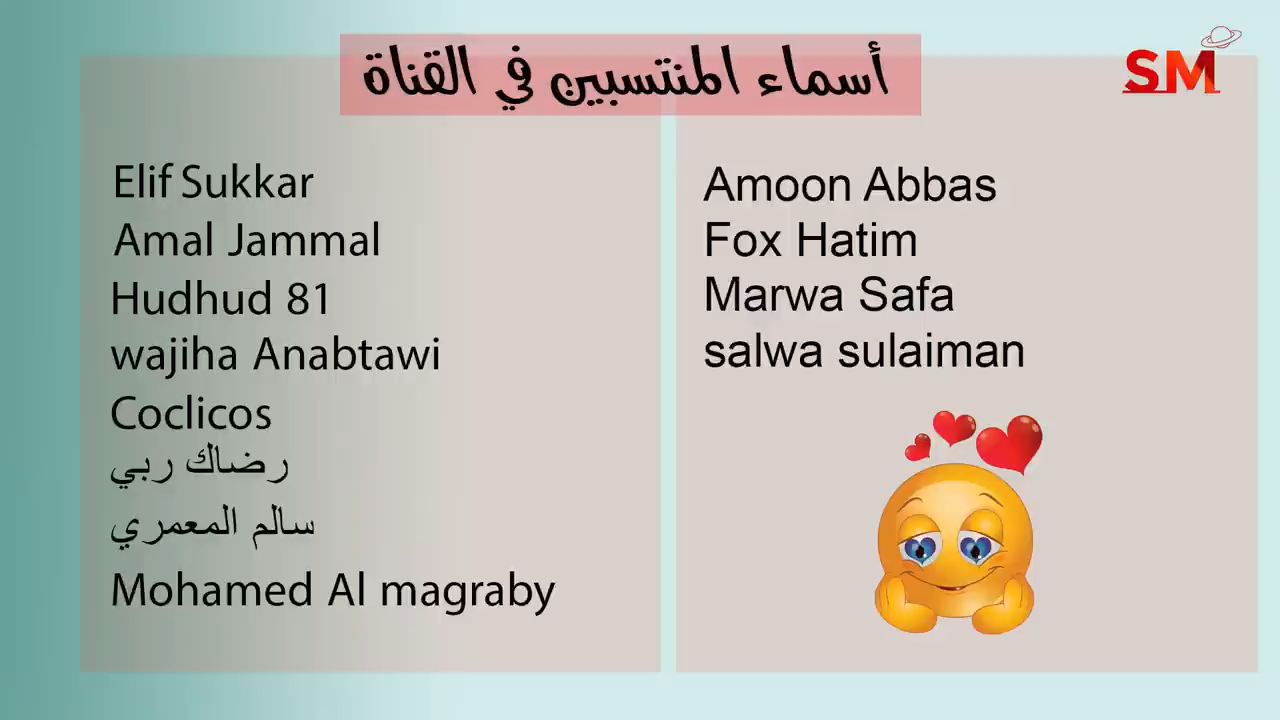 أسماء المنتسبين في القناة
SM
Elif Sukkar
Amal Jammal
Hudhud 81
wajiha Anabtawi
Coclicos
رضاك ربي
سالم المعمري
Mohamed Al magraby
Amoon Abbas
Fox Hatim
Marwa Safa
salwa sulaiman